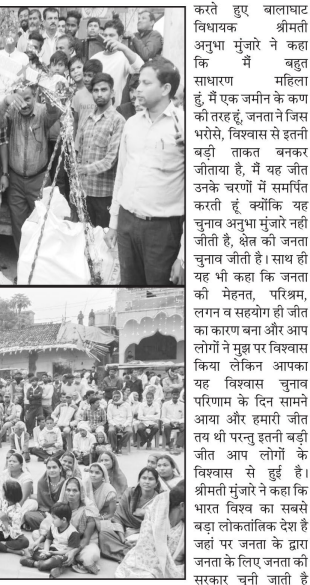 करते हुए बालाघाट
विधायक श्रीमती
अनुभा मुंजारे ने कहा
कि मैं बहुत
साधारण महिला
हुं, मैं एक जमीन के कण
की तरह हूं, जनता ने जिस
भरोसे, विश्वास से इतनी
बड़ी ताकत बनकर
जीताया है, मैं यह जीत
उनके चरणों में समर्पित
करती हूं क्योंकि यह
चुनाव अनुभा मुंजारे नही
जीती है, क्षेत्र की जनता
चुनाव जीती है। साथ ही
यह भी कहा कि जनता
की मेहनत, परिश्रम,
लगन व सहयोग ही जीत
का कारण बना और आप
लोगों ने मुझ पर विश्वास
किया लेकिन आपका
यह विश्वास चुनाव
परिणाम के दिन सामने
आया और हमारी जीत
तय थी परन्तु इतनी बड़ी
जीत आप लोगों के
विश्वास से हुई है।
श्रीमती मुंजारे ने कहा कि
भारत विश्व का सबसे
बड़ा लोकतांत्रिक देश है
जहां पर जनता के द्वारा
जनता के लिए जनता की
सरकार चुनी जाती है